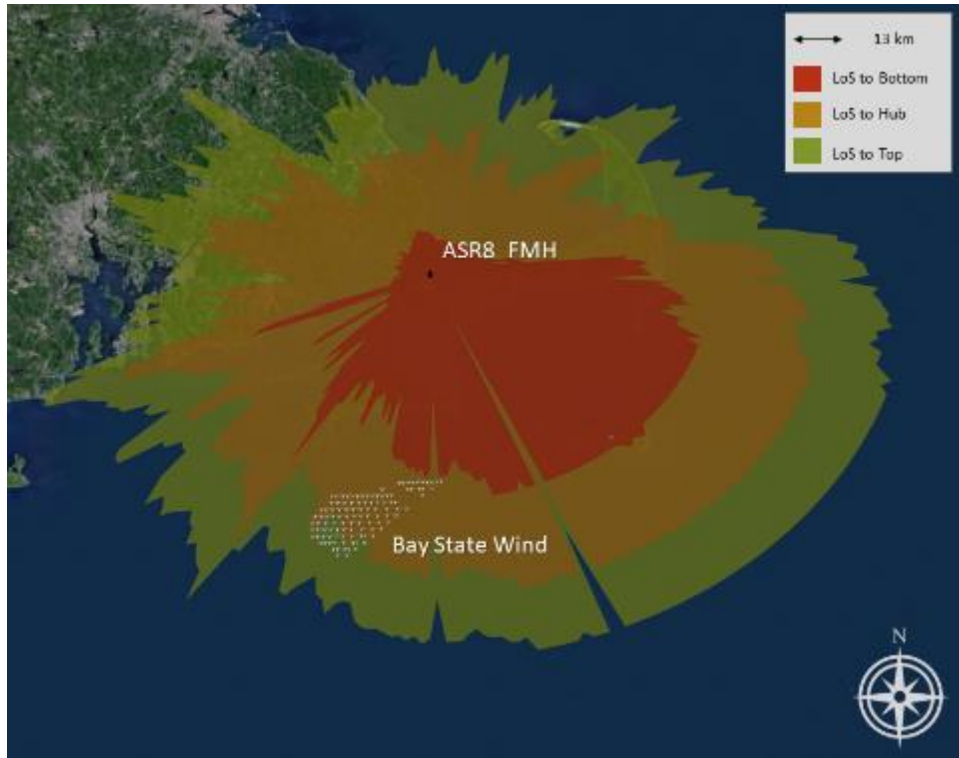 13 km
LoS to Bottom
LoS to Hub
LoS to Top
ASR8 FMH
Bay State Wind
N